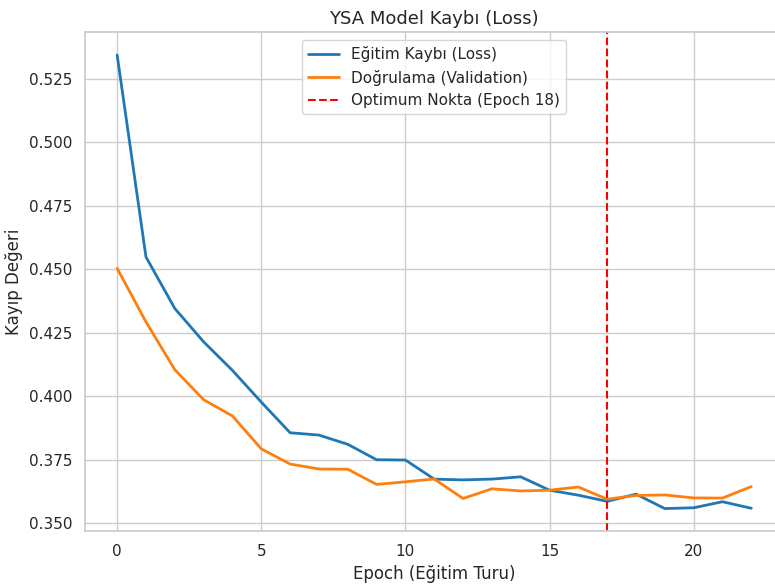 YSA Model Kaybı (Loss)
Eğitim Kaybı (Loss)
Doğrulama (Validation)
Optimum Nokta (Epoch 18)
Kayıp Değeri
0.525
0.500
0.475
0.450
0.425
0.400
0.375
0.350
0 5 10 15 20
Epoch (Eğitim Turu)